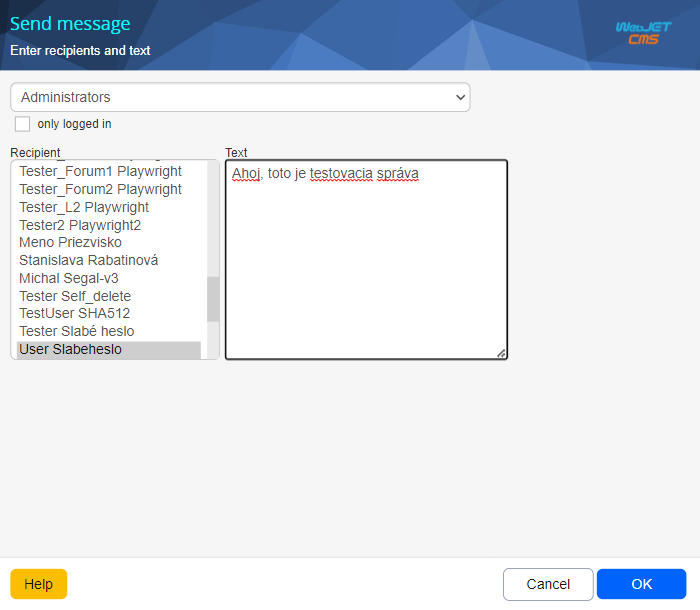 Send message
Enter recipients and text
WebJET
CMS
Administrators
only logged in
Recipient
Text
Tester_Forum1 Playwright
Tester_Forum2 Playwright
Tester_L2 Playwright
Tester2 Playwright2
Meno Priezvisko
Stanislava Rabatinová
Michal Segal-v3
Tester Self_delete
TestUser SHA512
Tester Slabé heslo
User Slabeheslo
Ahoj, toto je testovacia správa
Help
Cancel
OK